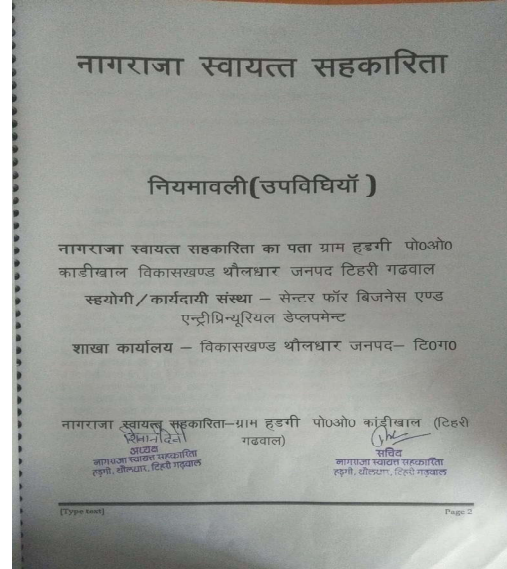 नागराजा स्वायत्त सहकारिता
नियमावली(उपविधियॉ )
नागराजा स्वायत्त सहकारिता का पता ग्राम हडगी पो0ओ0
काडीखाल विकासखण्ड थौलधार जनपद टिहरी गढवाल
स्हयोगी / कार्यदायी संस्था – सेन्टर फॉर बिजनेस एण्ड
एन्ट्रीप्रिन्यूरियल डेप्लपमेन्ट
शाखा कार्यालय – विकासखण्ड थौलधार जनपद– टि0ग0
नागराजा स्वायत्त सहकारिता–ग्राम हडगी पो0ओ0 कांडीखाल (टिहरी
गढवाल)
अध्यक्ष
नागराजा स्वायत्त सहकारिता
हड़गी, थौलधार, टिहरी गढ़वाल
सचिव
नागराजा स्वायत्त सहकारिता
हड़गी, थौलधार, टिहरी गढ़वाल
[Type text]
Page 2